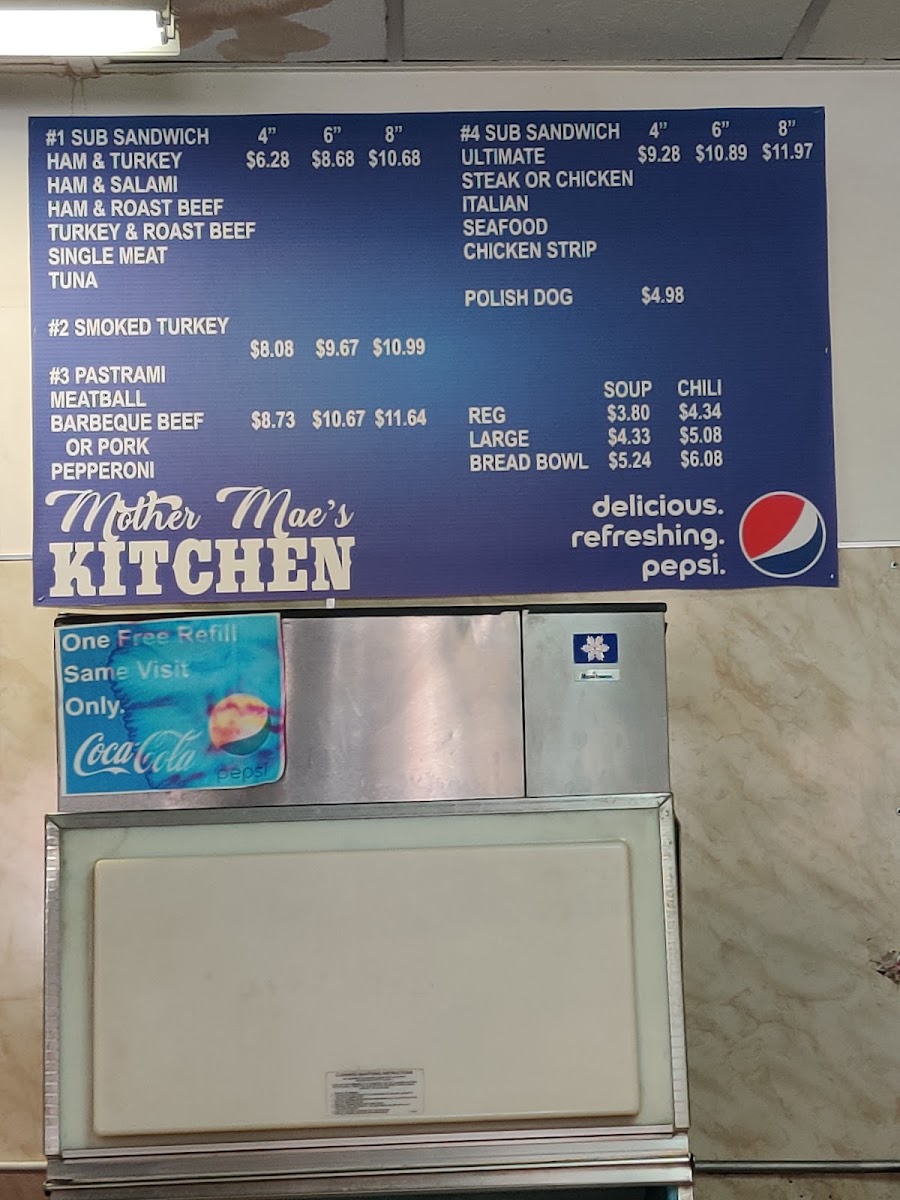 #1 SUB SANDWICH 4" 6" 8"
HAM & TURKEY $6.28 $8.68 $10.68
HAM & SALAMI
HAM & ROAST BEEF
TURKEY & ROAST BEEF
SINGLE MEAT
TUNA
#2 SMOKED TURKEY
$8.08 $9.67 $10.99
#3 PASTRAMI
MEATBALL
BARBEQUE BEEF $8.73 $10.67 $11.64
OR PORK
PEPPERONI
#4 SUB SANDWICH 4" 6" 8"
ULTIMATE $9.28 $10.89 $11.97
STEAK OR CHICKEN
ITALIAN
SEAFOOD
CHICKEN STRIP
POLISH DOG $4.98
SOUP CHILI
REG $3.80 $4.34
LARGE $4.33 $5.08
BREAD BOWL $5.24 $6.08
Mother Mae's
KITCHEN
delicious.
refreshing.
pepsi.
One Free Refill
Same Visit
Only.
Coca-Cola
pepsi